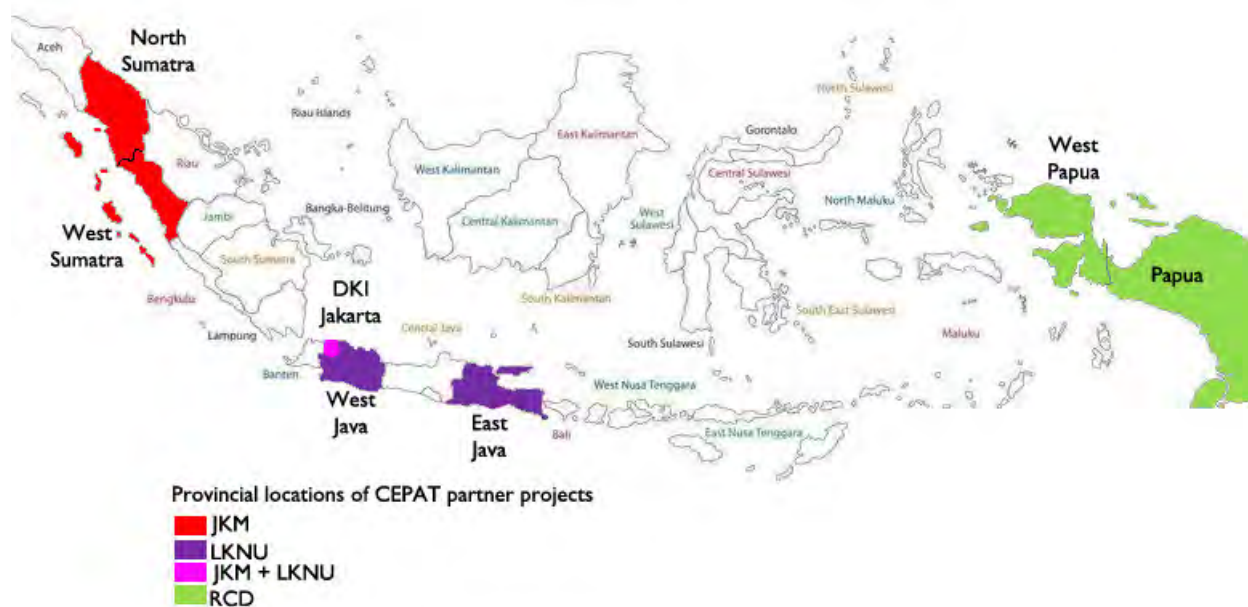 Aceh
North
Sumatra
Riau Islands
Riau
West
Sumatra
Jambi
Bangka-Belitung
South Sumatra
Bengkulu
Lampung
West Kalimantan
East Kalimantan
Central Kalimantan
South Kalimantan
North Sulawesi
Gorontalo
Central Sulawesi
West
Sulawesi
South East Sulawesi
South Sulawesi
North Maluku
Maluku
West
Papua
Papua
DKI
Jakarta
Central Java
Banten
West
Java
East
Java
Bali
West Nusa Tenggara
East Nusa Tenggara
Provincial locations of CEPAT partner projects
JKM
LKNU
JKM + LKNU
RCD